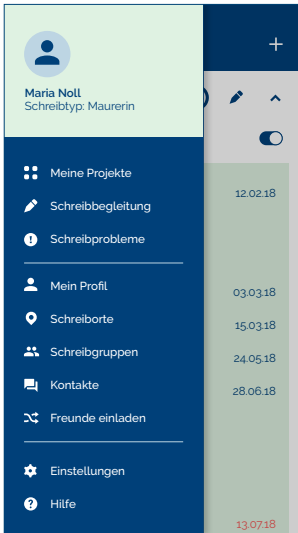 Maria Noll
Schreibtyp: Maurerin
Meine Projekte
Schreibbegleitung
Schreibprobleme
Mein Profil
Schreiborte
Schreibgruppen
Kontakte
Freunde einladen
Einstellungen
Hilfe
12.02.18
03.03.18
15.03.18
24.05.18
28.06.18
13.07.18